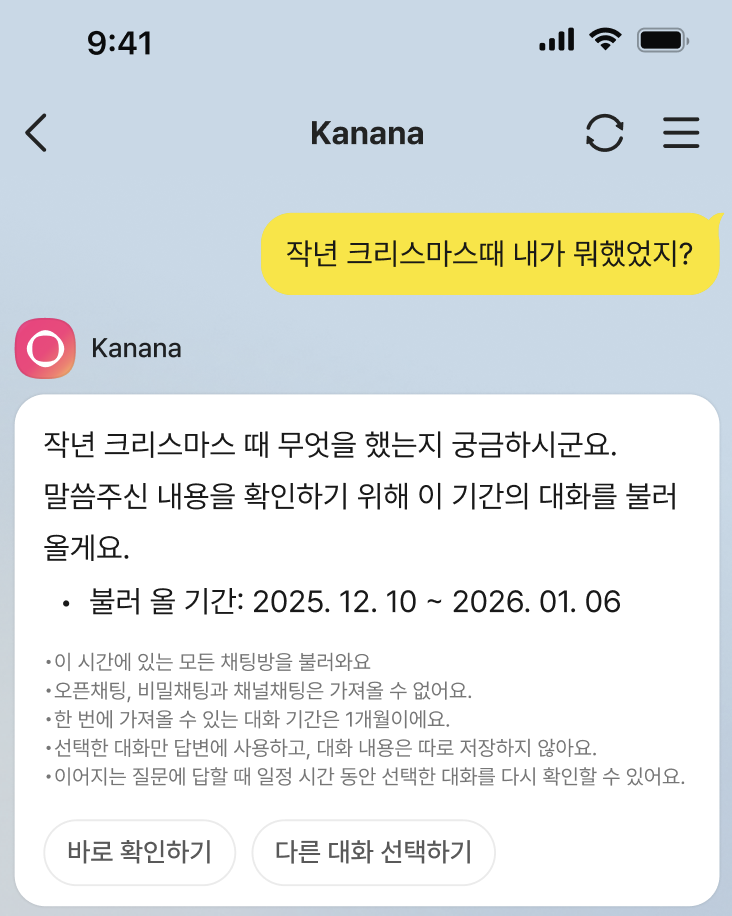 9:41
Kanana
작년 크리스마스때 내가 뭐했었지?
Kanana
작년 크리스마스 때 무엇을 했는지 궁금하시군요.
말씀주신 내용을 확인하기 위해 이 기간의 대화를 불러
올게요.
• 불러 올 기간: 2025. 12. 10 ~ 2026. 01. 06
•이 시간에 있는 모든 채팅방을 불러와요
•오픈채팅, 비밀채팅과 채널채팅은 가져올 수 없어요.
•한 번에 가져올 수 있는 대화 기간은 1개월이에요.
•선택한 대화만 답변에 사용하고, 대화 내용은 따로 저장하지 않아요.
•이어지는 질문에 답할 때 일정 시간 동안 선택한 대화를 다시 확인할 수 있어요.
바로 확인하기
다른 대화 선택하기